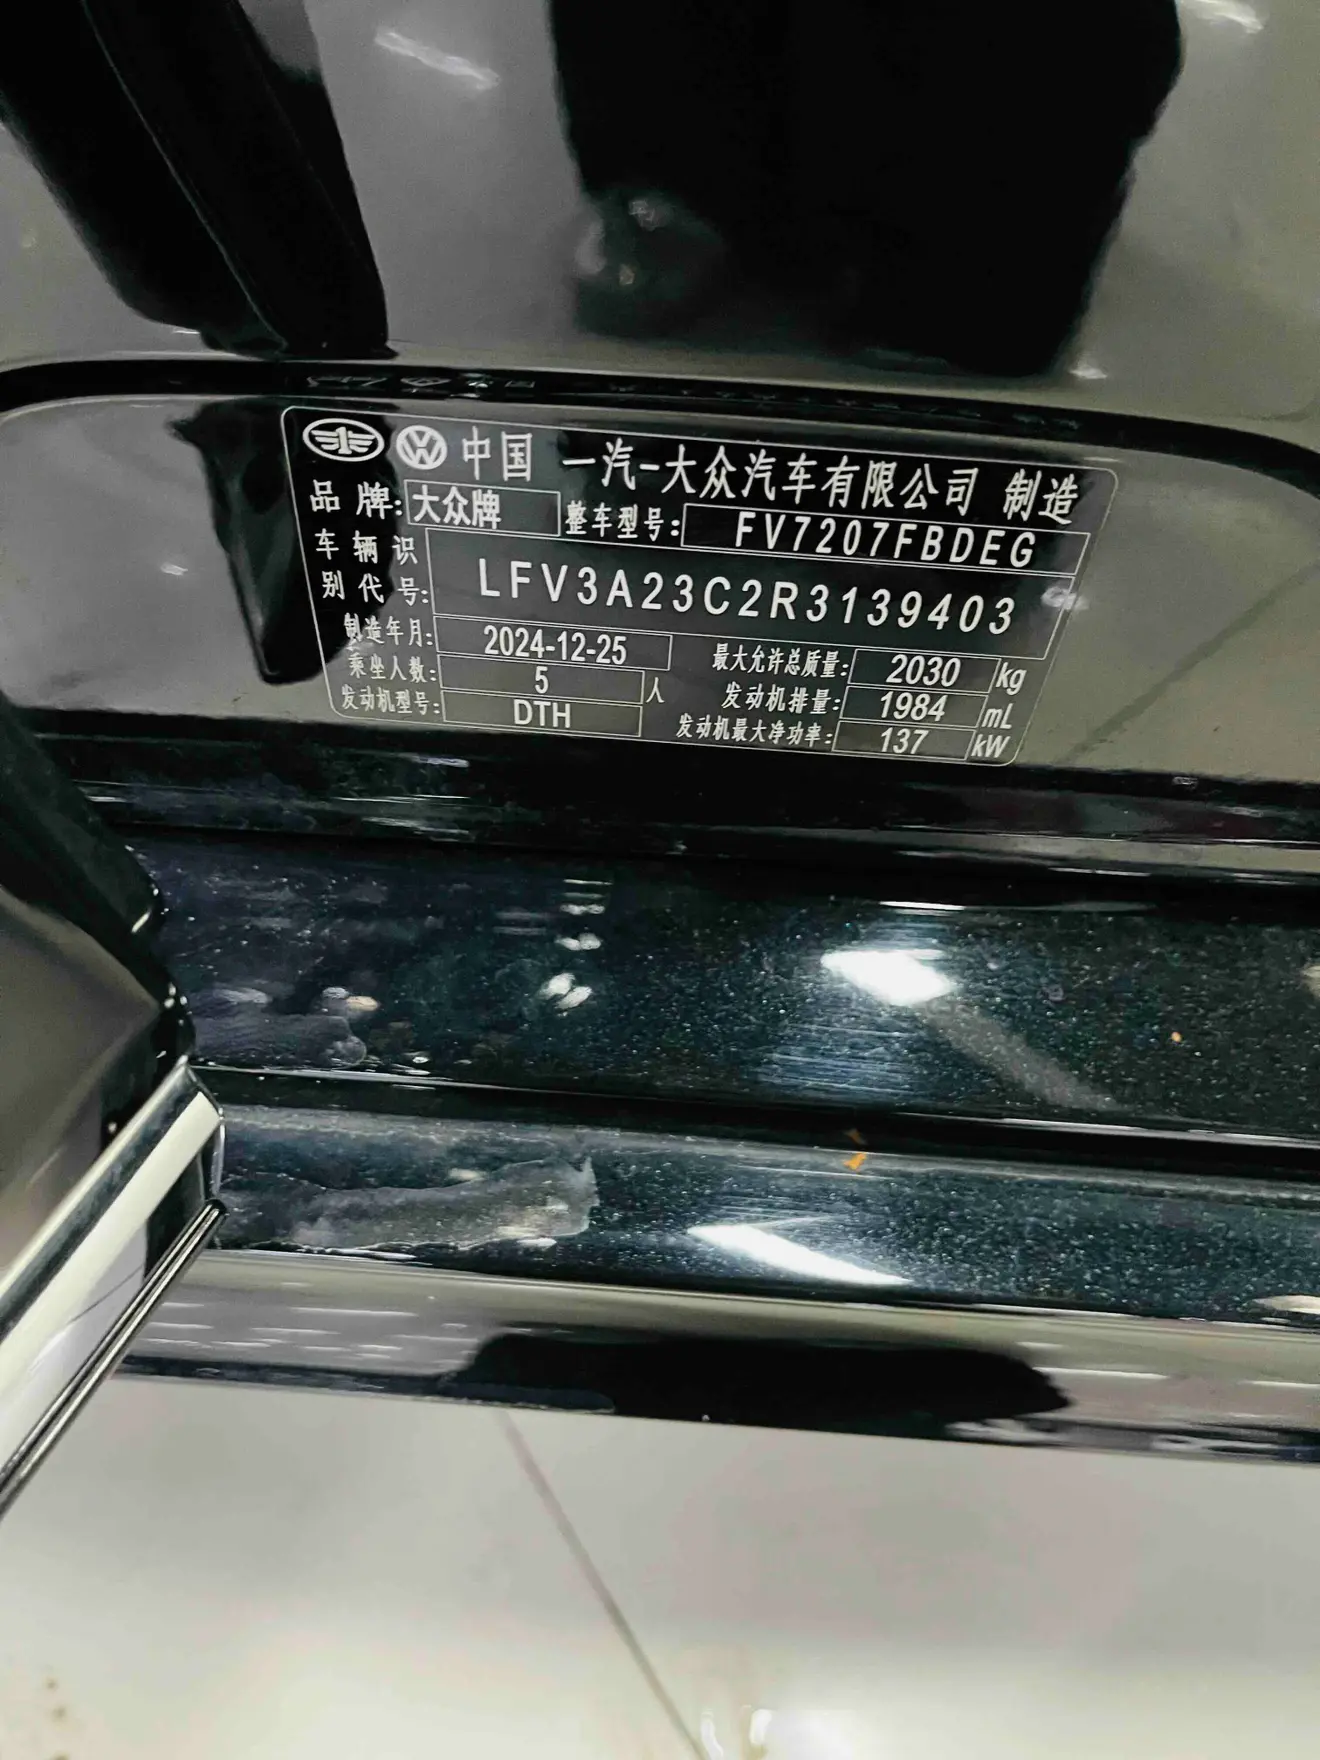 中国 一汽-大众汽车有限公司 制造
品牌: 大众牌 整车型号: FV7207FBDEG
车辆识别代号: LFV3A23C2R3139403
制造年月: 2024-12-25 最大允许总质量: 2030 kg
乘坐人数: 5 人 发动机排量: 1984 mL
发动机型号: DTH 发动机最大净功率: 137 kW